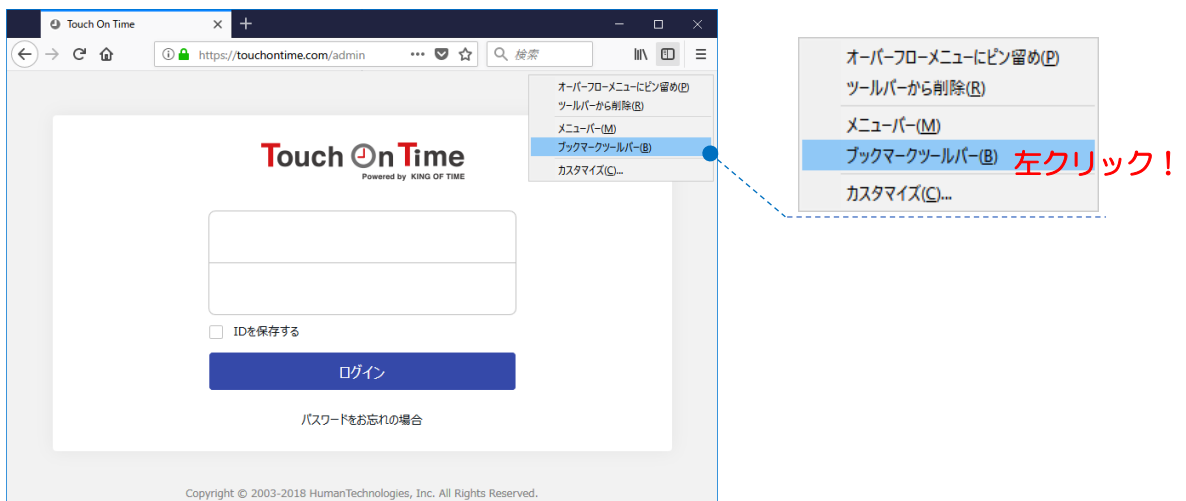 Touch On Time
https://touchontime.com/admin
検索
オーバーフローメニューにピン留め(P)
ツールバーから削除(R)
メニューバー(M)
ブックマークツールバー(B)
カスタマイズ(C)...
Touch On Time
Powered by KING OF TIME
IDを保存する
ログイン
パスワードをお忘れの場合
Copyright © 2003-2018 HumanTechnologies, Inc. All Rights Reserved.
オーバーフローメニューにピン留め(P)
ツールバーから削除(R)
メニューバー(M)
ブックマークツールバー(B)
左クリック!
カスタマイズ(C)...